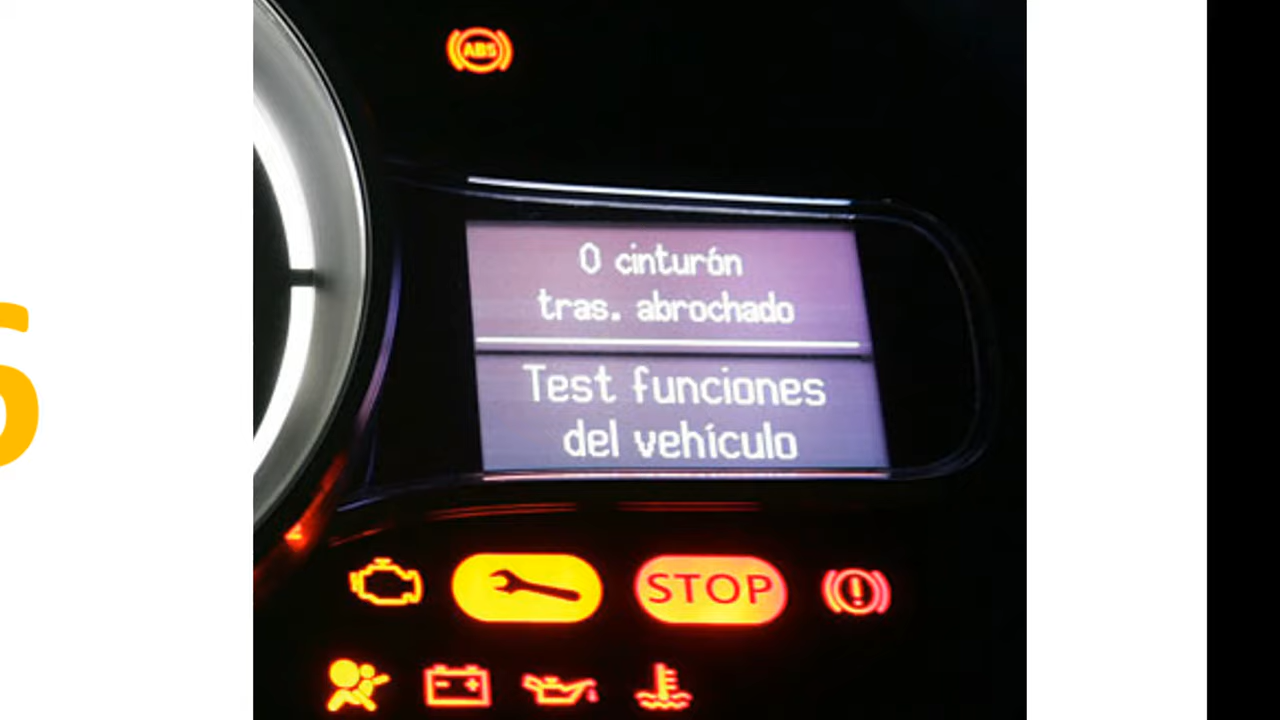 ABS
0 cinturón
tras. abrochado
Test funciones
del vehículo
STOP